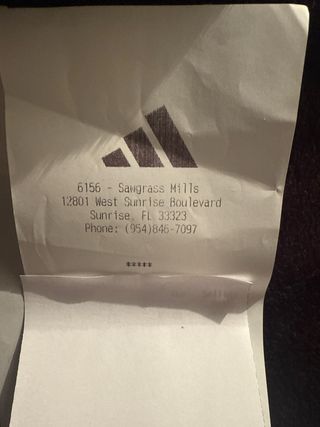 6156 - Sawgrass Mills
12801 West Sunrise Boulevard
Sunrise, FL 33323
Phone: (954)846-7097
*****